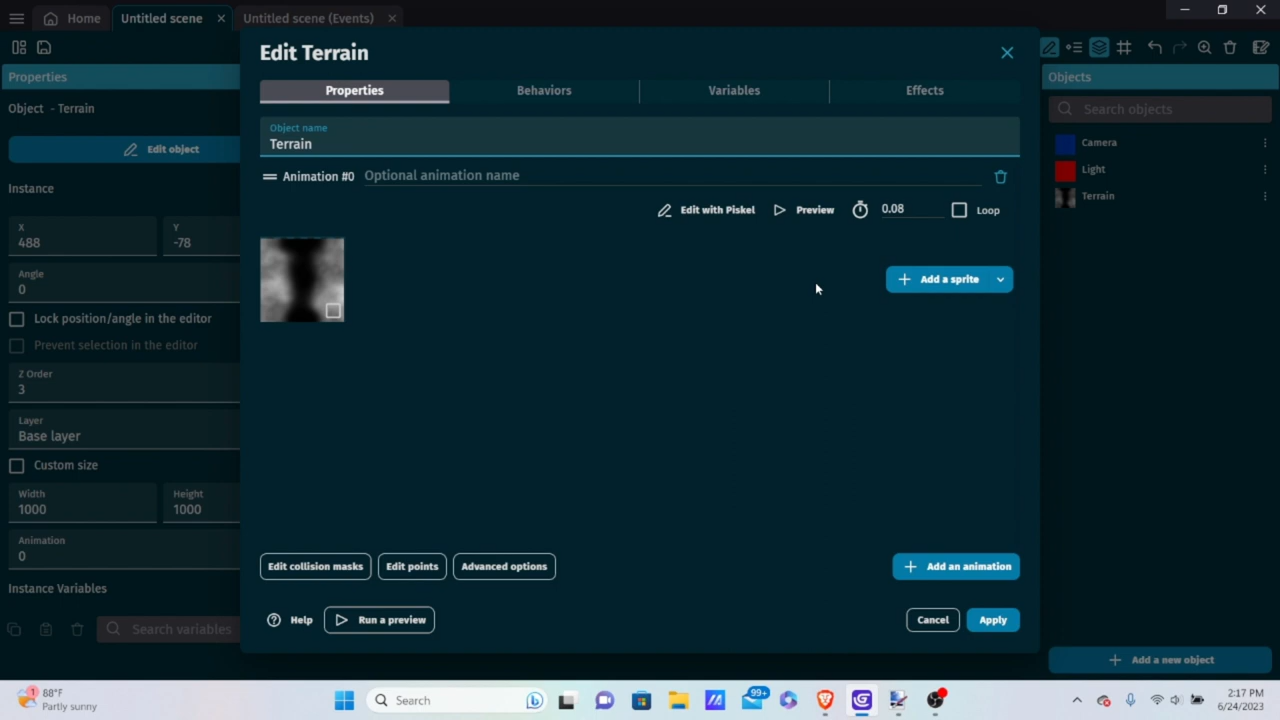 Home
Untitled scene
Untitled scene (Events)
Properties
Object - Terrain
Edit object
Instance
X
488
Y
-78
Angle
0
Lock position/angle in the editor
Prevent selection in the editor
Z Order
3
Layer
Base layer
Custom size
Width
1000
Height
1000
Animation
0
Instance Variables
Search variables
Edit Terrain
Properties
Behaviors
Variables
Effects
Object name
Terrain
Animation #0
Optional animation name
Edit with Piskel
Preview
0.08
Loop
Add a sprite
Edit collision masks
Edit points
Advanced options
Add an animation
Help
Run a preview
Cancel
Apply
Objects
Search objects
Camera
Light
Terrain
Add a new object
1
88°F
Partly sunny
Search
99+
2:17 PM
6/24/2023